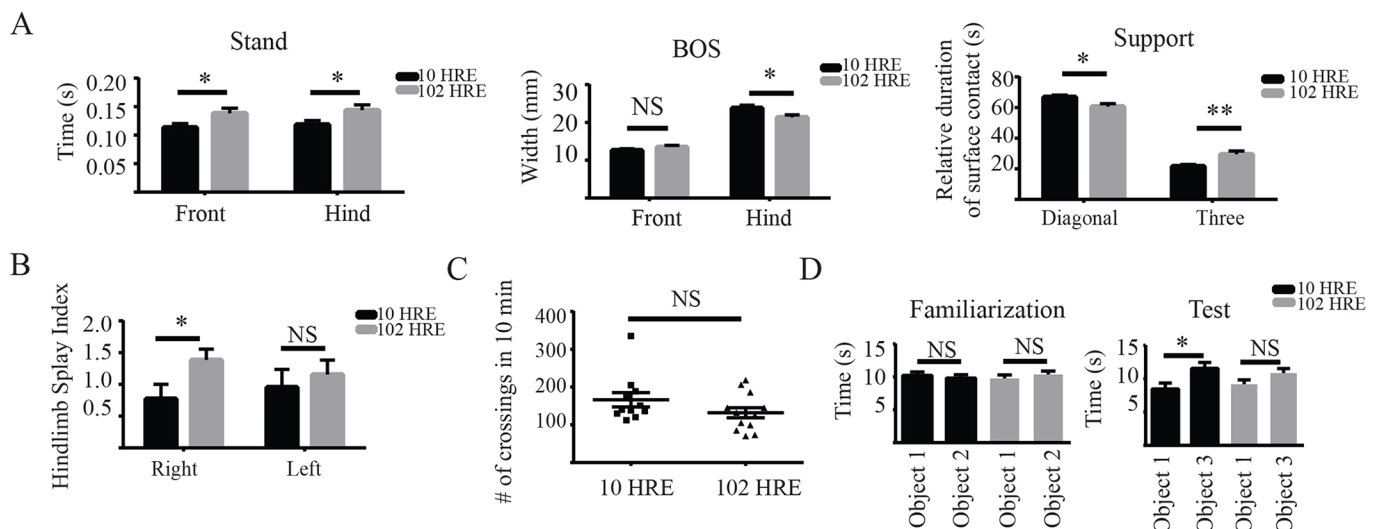 A
Stand
Time (s)
0.20
0.15
0.10
0.05
*
*
10 HRE
102 HRE
Front
Hind
BOS
Width (mm)
30
20
10
NS
*
10 HRE
102 HRE
Front
Hind
Support
Relative duration
of surface contact (s)
80
60
40
20
*
**
10 HRE
102 HRE
Diagonal
Three
B
Hindlimb Splay Index
2.0
1.5
1.0
0.5
*
NS
10 HRE
102 HRE
Right
Left
C
# of crossings in 10 min
400
300
200
100
NS
10 HRE
102 HRE
D
Familiarization
Time (s)
15
10
5
NS
NS
Object 1
Object 2
Object 1
Object 2
Test
10 HRE
102 HRE
Time (s)
15
10
5
*
NS
Object 1
Object 3
Object 1
Object 3